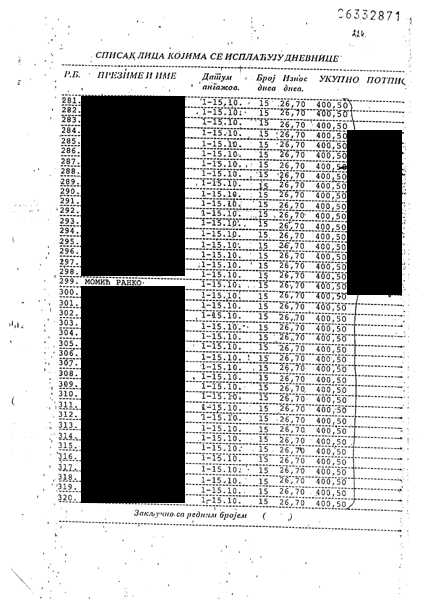 06332871
А14.
СПИСАК ЛИЦА КОЈИМА СЕ ИСПЛАЋУЈУ ДНЕВНИЦЕ
Р.Б. ПРЕЗИМЕ И ИМЕ Датум ангажов. Број днев Износ днев. УКУПНО ПОТПИС
281. 1-15,10. 15 26,70 400,50
282. 1-15.10. 15 26,70 400,50
283. 1-15.10. 15 26,70 400,50
284. 1-15.10. 15 26,70 400,50
285. 1-15.10. 15 26,70 400,50
286. 1-15.10. 15 26,70 400,50
287. 1-15.10. 15 26,70 400,50
288. 1-15.10. 15 26,70 400,50
289. 1-15.10. 15 26,70 400,50
290. 1-15.10. 15 26,70 400,50
291. 1-15.10. 15 26,70 400,50
292. 1-15.10. 15 26,70 400,50
293. 1-15.10. 15 26,70 400,50
294. 1-15.10. 15 26,70 400,50
295. 1-15.10. 15 26,70 400,50
296. 1-15.10. 15 26,70 400,50
297. 1-15.10. 15 26,70 400,50
298. 1-15.10. 15 26,70 400,50
299. МОМИЋ РАНКО 1-15.10. 15 26,70 400,50
300. 1-15.10. 15 26,70 400,50
301. 1-15.10. 15 26,70 400,50
302. 1-15.10. 15 26,70 400,50
303. 1-15.10. 15 26,70 400,50
304. 1-15.10. 15 26,70 400,50
305. 1-15.10. 15 26,70 400,50
306. 1-15.10. 15 26,70 400,50
307. 1-15.10. 15 26,70 400,50
308. 1-15.10. 15 26,70 400,50
309. 1-15.10. 15 26,70 400,50
310. 1-15.10. 15 26,70 400,50
311. 1-15.10. 15 26,70 400,50
312. 1-15.10. 15 26,70 400,50
313. 1-15.10. 15 26,70 400,50
314. 1-15.10. 15 26,70 400,50
315. 1-15.10. 15 26,70 400,50
316. 1-15.10. 15 26,70 400,50
317. 1-15.10. 15 26,70 400,50
318. 1-15.10. 15 26,70 400,50
319. 1-15.10. 15 26,70 400,50
320. 1-15.10. 15 26,70 400,50
Закључно са редним бројем ( )